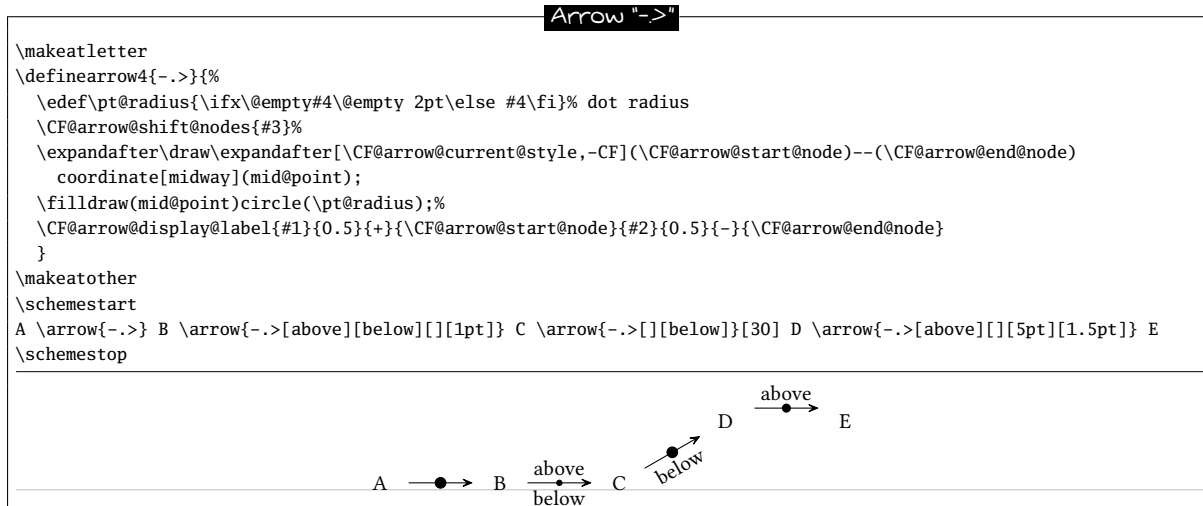 Arrow "-.>"
\makeatletter
\definearrow4{-.>}{%
  \edef\pt@radius{\ifx\@empty#4\@empty 2pt\else #4\fi}% dot radius
  \CF@arrow@shift@nodes{#3}%
  \expandafter\draw\expandafter[\CF@arrow@current@style,-CF](\CF@arrow@start@node)--(\CF@arrow@end@node)
    coordinate[midway](mid@point);
  \filldraw(mid@point)circle(\pt@radius);%
  \CF@arrow@display@label{#1}{0.5}{+}{\CF@arrow@start@node}{#2}{0.5}{-}{\CF@arrow@end@node}
  }
\makeatother
\schemestart
A \arrow{-.>} B \arrow{-.>[above][below][][1pt]} C \arrow{-.>[][below]}[30] D \arrow{-.>[above][][5pt][1.5pt]} E
\schemestop
above
D E
below
A B above C
below